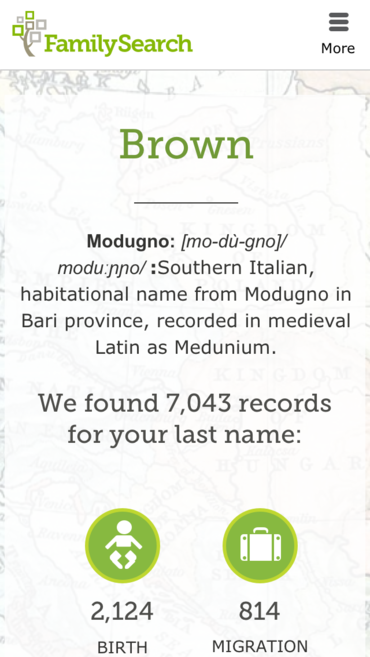 FamilySearch
More
Brown
Modugno: [mo-dù-gno]/
moduːɲɲo/ :Southern Italian,
habitational name from Modugno in
Bari province, recorded in medieval
Latin as Medunium.
We found 7,043 records
for your last name:
2,124
814
BIRTH
MIGRATION